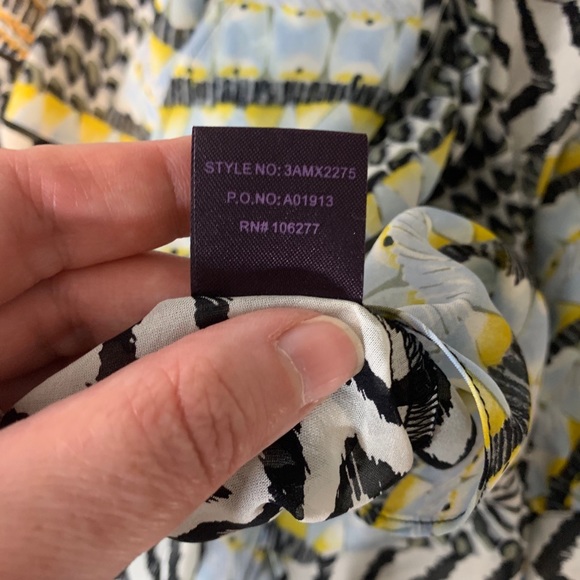 STYLE NO: 3AMX2275
P.O.NO: A01913
RN# 106277